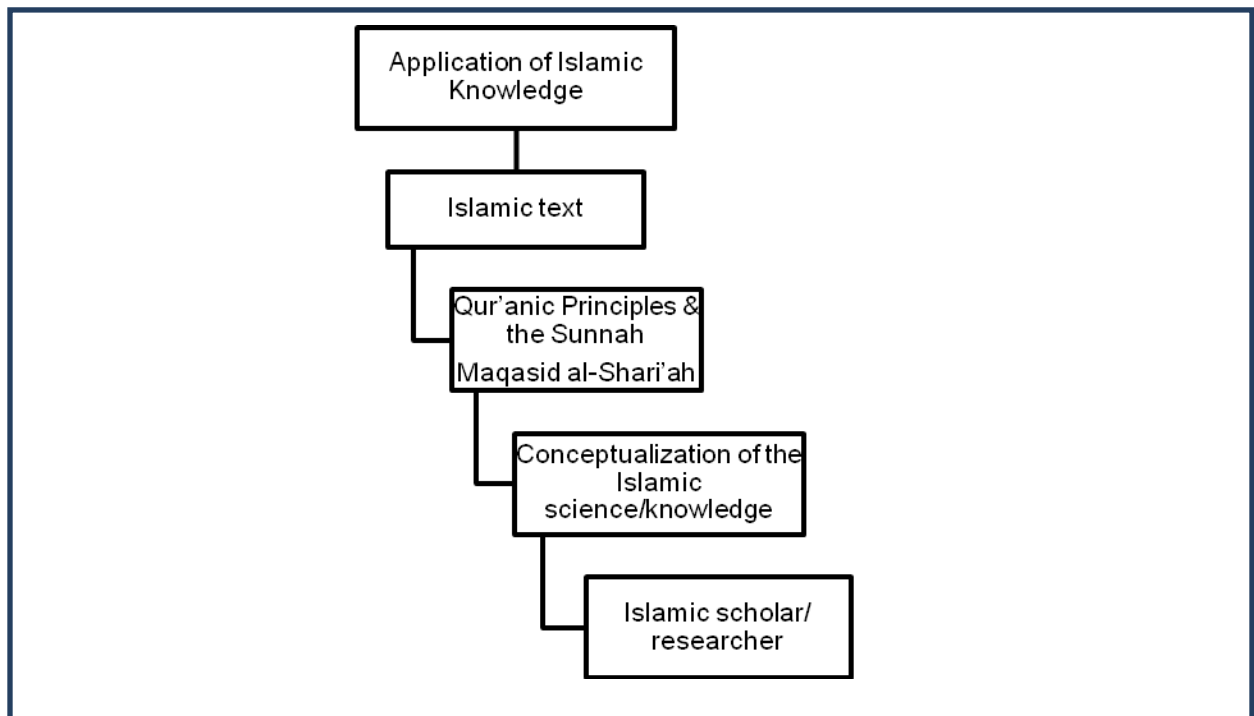 Application of Islamic
Knowledge
Islamic text
Qur’anic Principles &
the Sunnah
Maqasid al-Shari’ah
Conceptualization of the
Islamic
science/knowledge
Islamic scholar/
researcher